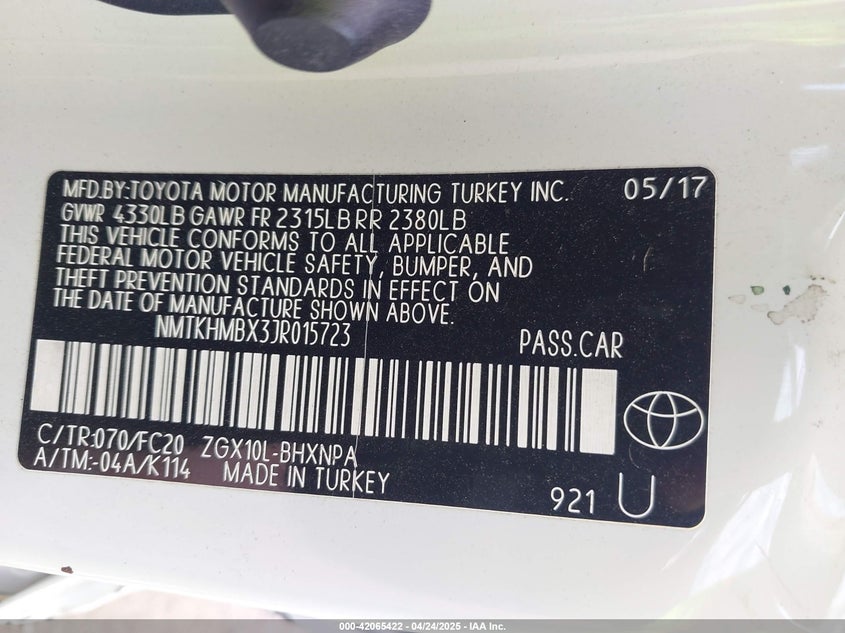 MFD.BY:TOYOTA MOTOR MANUFACTURING TURKEY INC. 05/17
GVWR 4330LB GAWR FR 2315LB RR 2380LB
THIS VEHICLE CONFORMS TO ALL APPLICABLE
FEDERAL MOTOR VEHICLE SAFETY, BUMPER, AND
THEFT PREVENTION STANDARDS IN EFFECT ON
THE DATE OF MANUFACTURE SHOWN ABOVE.
NMTKHMBX3JR015723 PASS.CAR
C/TR:070/FC20 ZGX10L-BHXNPA
A/TM:-04A/K114 MADE IN TURKEY
921 U
000-42065422 - 04/24/2025 - IAA Inc.